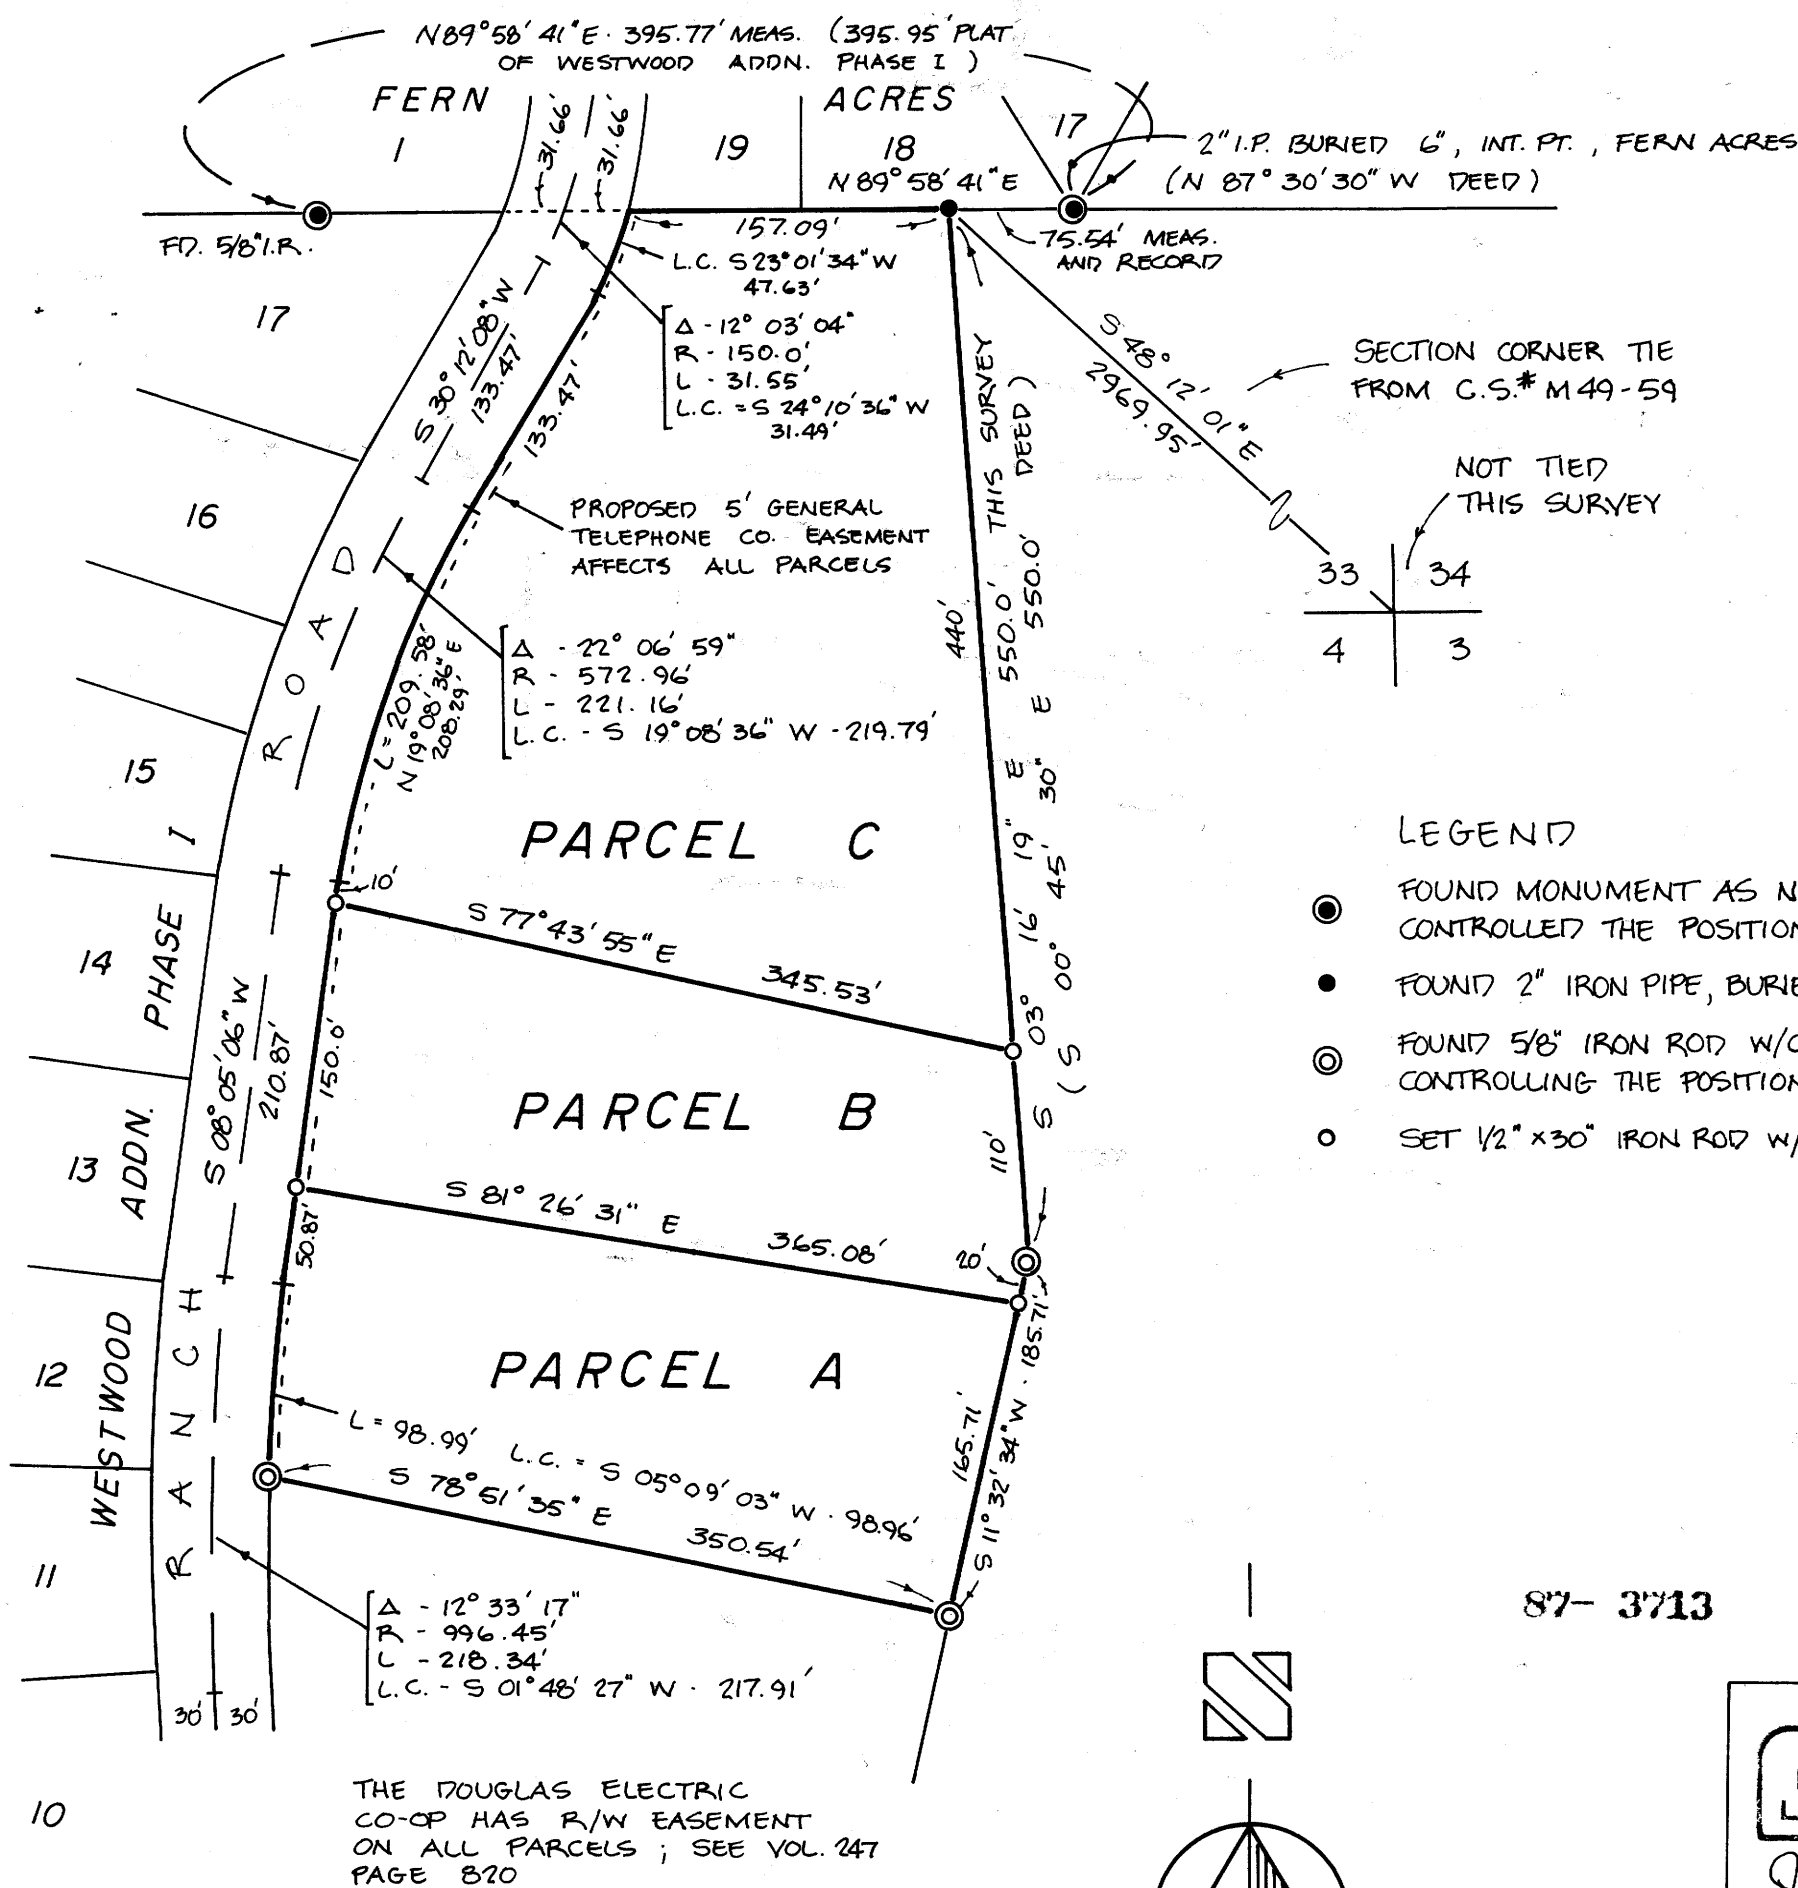 N89°58'41"E · 395.77' MEAS. (395.95' PLAT
OF WESTWOOD ADDN. PHASE I )
FERN ACRES
1
31.66'
31.66'
19
18
17
N 89°58'41"E
2" I.P. BURIED 6", INT. PT. , FERN ACRES
(N 87°30'30" W DEED)
FD. 5/8" I.R.
157.09'
75.54' MEAS.
AND RECORD
L.C. S 23°01'34" W
47.63'
Δ - 12° 03' 04"
R - 150.0'
L - 31.55'
L.C. = S 24°10'36" W
31.49'
17
S 30°12'08" W
133.47'
133.47'
S 48° 12' 01" E
2969.95'
SECTION CORNER TIE
FROM C.S.# M49-59
NOT TIED
THIS SURVEY
33
34
4
3
PROPOSED 5' GENERAL
TELEPHONE CO. EASEMENT
AFFECTS ALL PARCELS
16
15
14
13
12
11
10
Δ - 22° 06' 59"
R - 572.96'
L - 221.16'
L.C. - S 19°08'36" W - 219.79'
L = 209.58'
N 19°08'36" E
208.29'
440'
S 03° 16' 19" E 550.0' THIS SURVEY
(S 00° 45' 30" E 550.0' DEED)
PARCEL C
10'
S 77°43'55" E 345.53'
S 08°05'06" W
210.87'
150.0'
PARCEL B
110'
S 81° 26' 31" E 365.08'
50.87'
20'
S 11°32'34" W · 185.71'
165.71'
PARCEL A
L = 98.99' L.C. = S 05°09'03" W · 98.96'
S 78°51'35" E 350.54'
Δ - 12° 33' 17"
R - 996.45'
L - 218.34'
L.C. - S 01°48'27" W · 217.91'
30' 30'
RANCH ROAD
WESTWOOD ADDN. PHASE I
LEGEND
FOUND MONUMENT AS
CONTROLLED THE POSITION
FOUND 2" IRON PIPE,
FOUND 5/8" IRON ROD
CONTROLLING THE POSITION
SET 1/2" x 30" IRON ROD
87- 3713
THE DOUGLAS ELECTRIC
CO-OP HAS R/W EASEMENT
ON ALL PARCELS ; SEE VOL. 247
PAGE 820